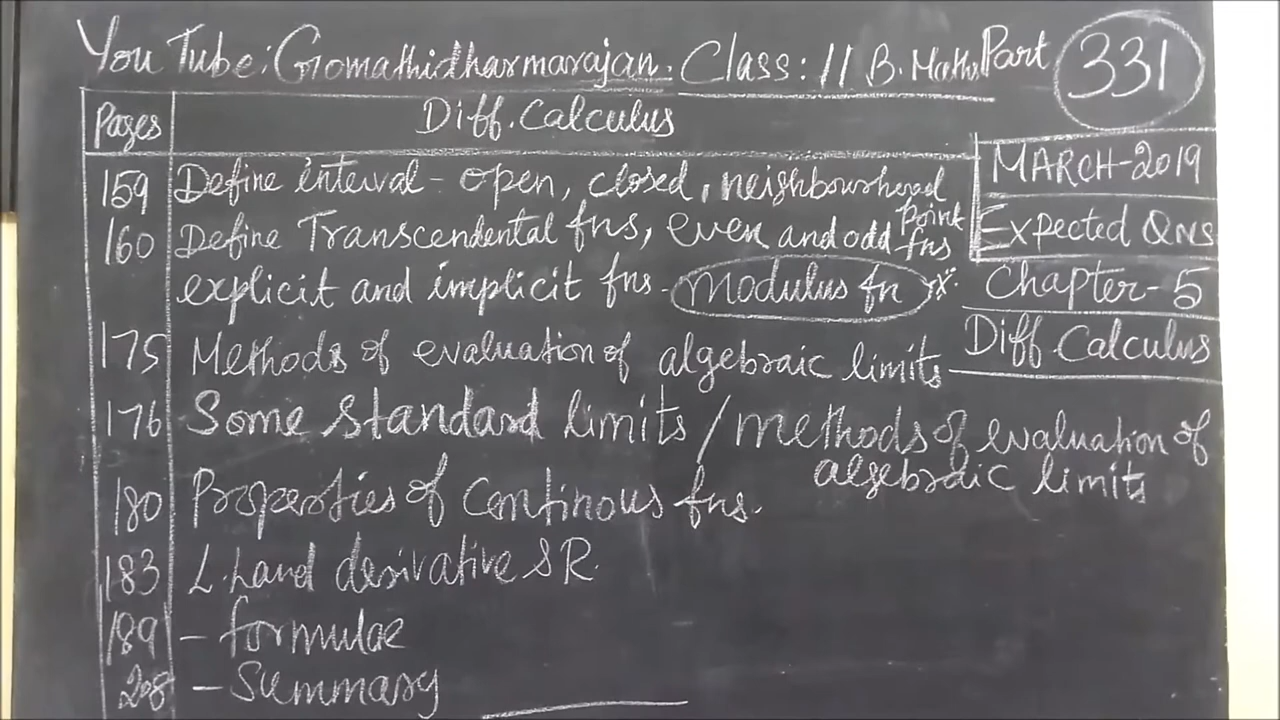 YouTube: Gomathidharmarajan. Class: 11 B. Maths Part 331
Pages Diff. Calculus
159 Define interval - open, closed, neighbourhood point
160 Define Transcendental fns, even and odd fns
explicit and implicit fns. modulus fn
175 Methods of evaluation of algebraic limits
176 Some standard limits / methods of evaluation of
algebraic limits
180 Properties of Continous fns.
183 L. hand derivative & R.
189 - formulae
208 - Summary
MARCH-2019
Expected QNS
Chapter-5
Diff. Calculus